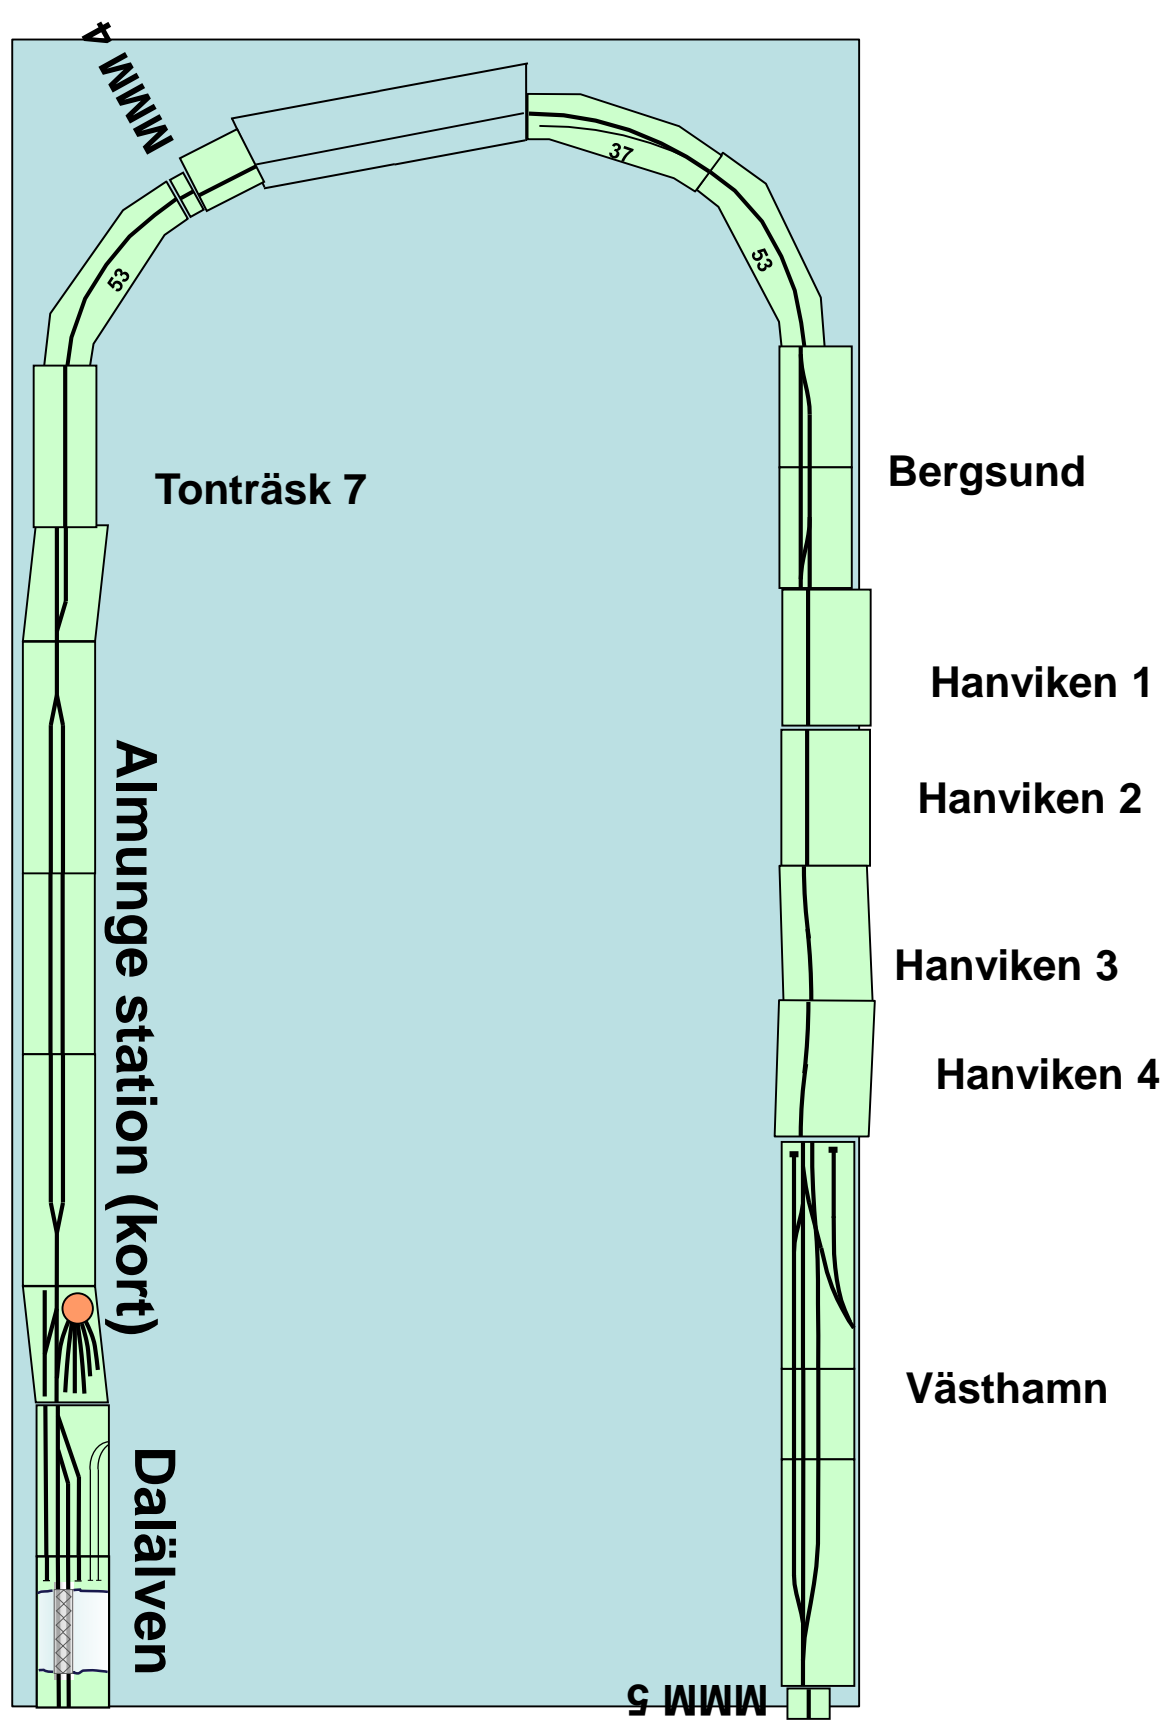 MMM 4
37
53
53
Bergsund
Tonträsk 7
Hanviken 1
Almunge station (kort)
Hanviken 2
Hanviken 3
Hanviken 4
Västhamn
Dalälven
MMM 5